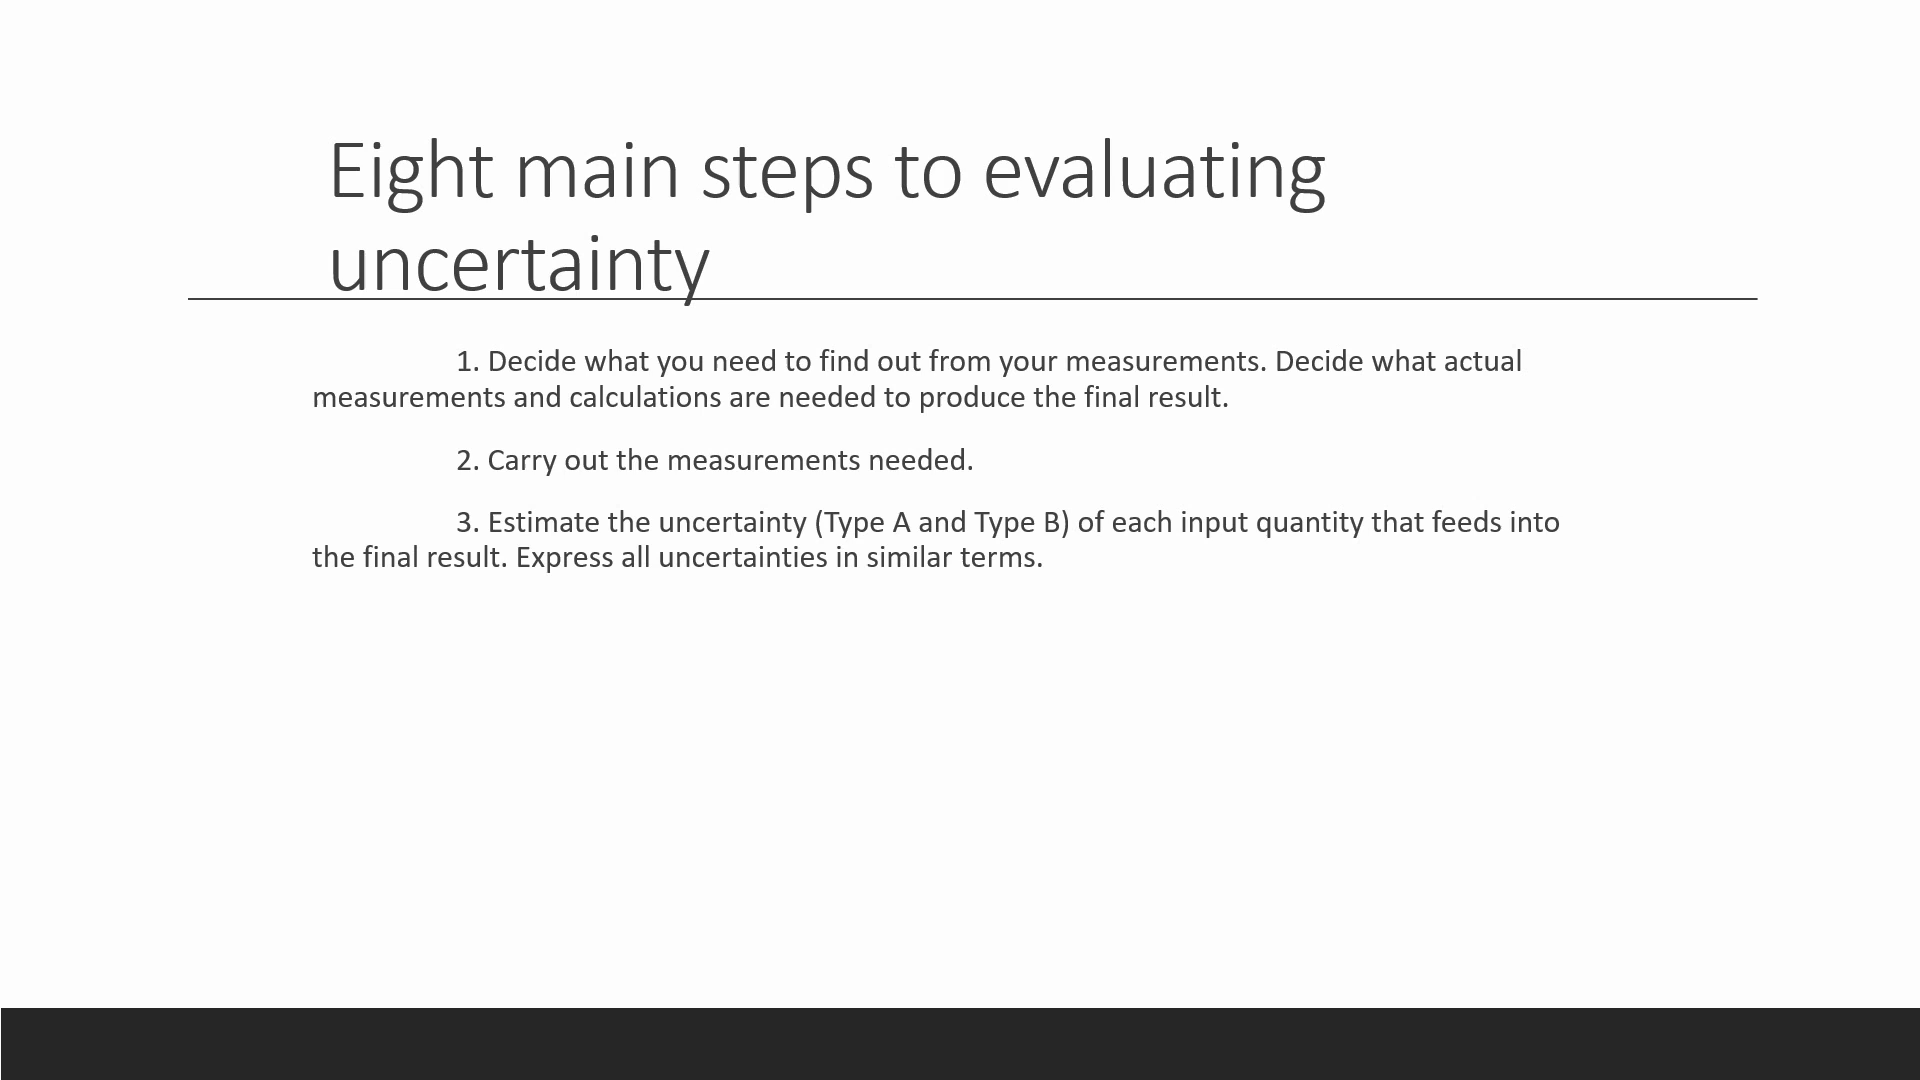 Eight main steps to evaluating
uncertainty
1. Decide what you need to find out from your measurements. Decide what actual
measurements and calculations are needed to produce the final result.
2. Carry out the measurements needed.
3. Estimate the uncertainty (Type A and Type B) of each input quantity that feeds into
the final result. Express all uncertainties in similar terms.